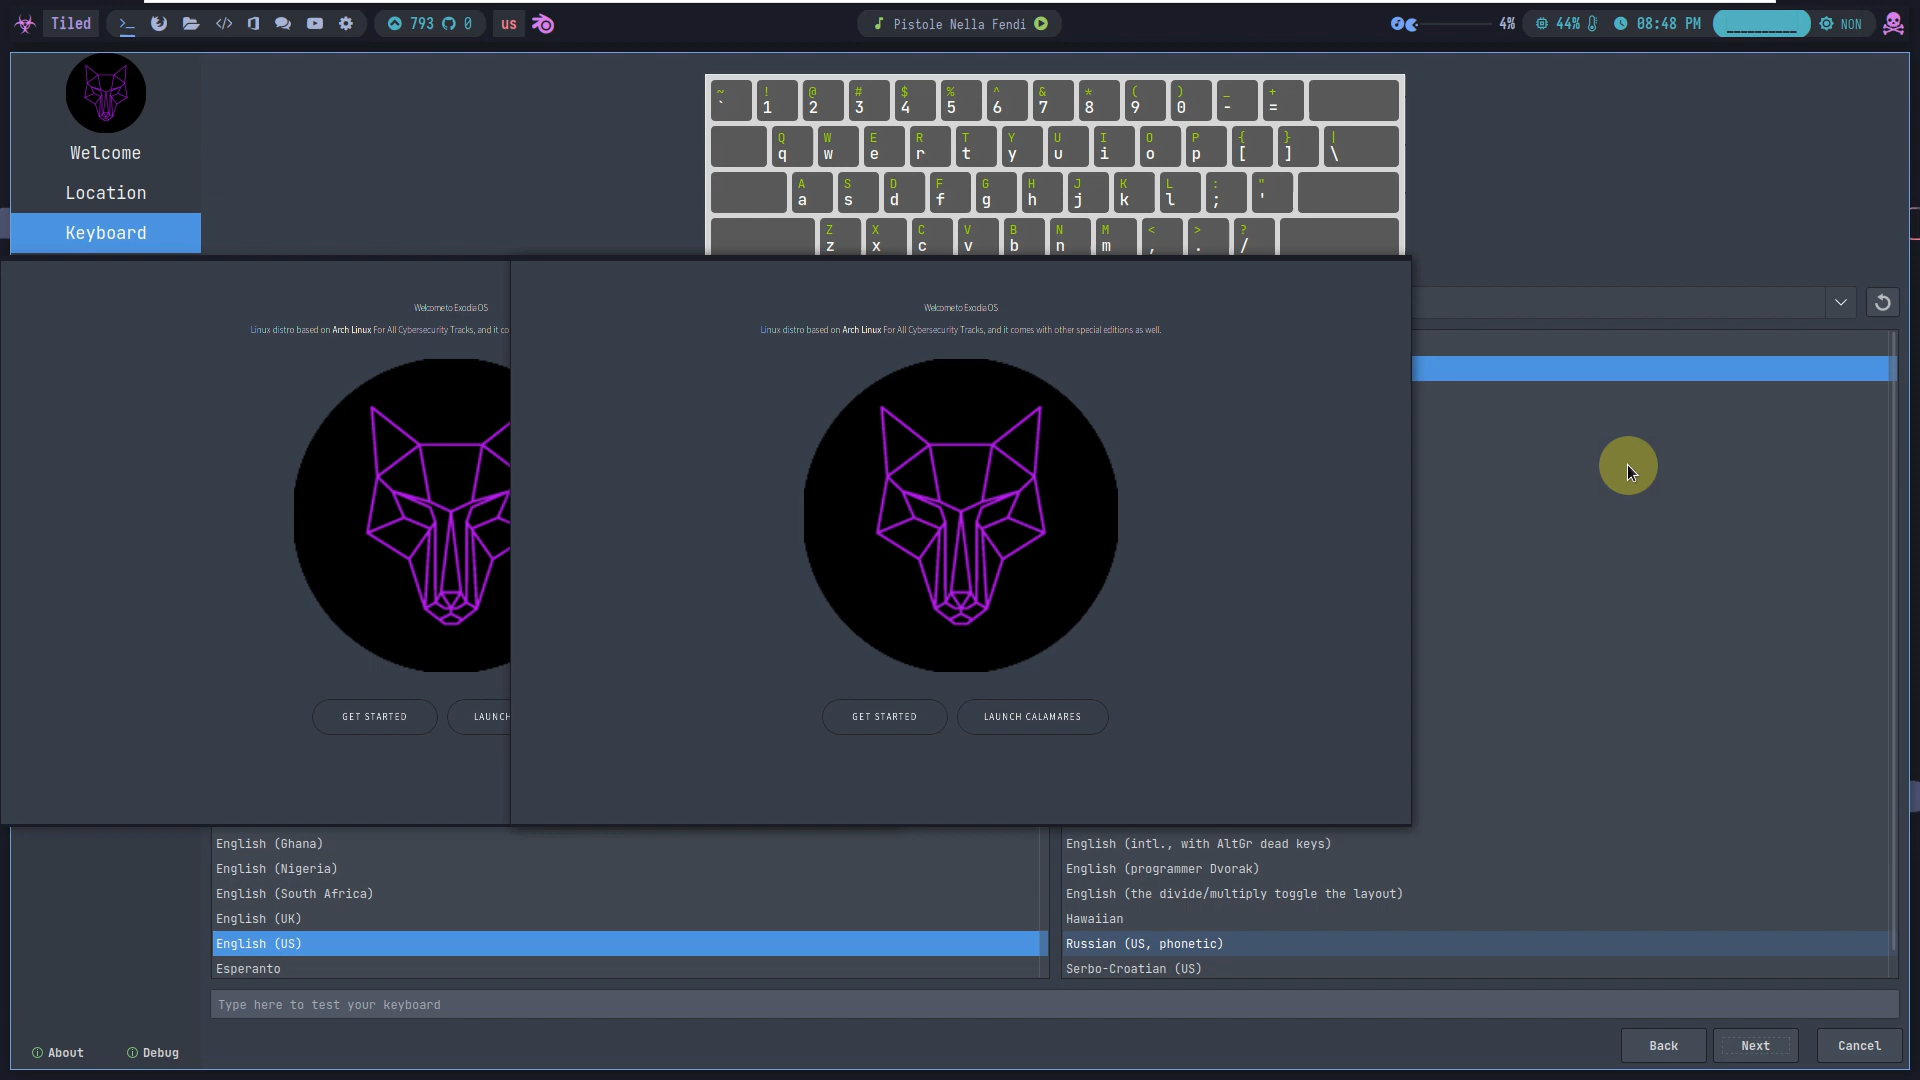 Tiled
793 0
us
Pistole Nella Fendi
4%
44%
08:48 PM
NON
Welcome
Location
Keyboard
~ ! @ # $ % ^ & * ( ) _ +
` 1 2 3 4 5 6 7 8 9 0 - =
Q W E R T Y U I O P { } |
q w e r t y u i o p [ ] \
A S D F G H J K L : "
a s d f g h j k l ; '
Z X C V B N M < > ?
z x c v b n m , . /
Welcome to Exodia OS
Linux distro based on Arch Linux For All Cybersecurity Tracks, and it co
GET STARTED
LAUNCH
Welcome to Exodia OS
Linux distro based on Arch Linux For All Cybersecurity Tracks, and it comes with other special editions as well.
GET STARTED
LAUNCH CALAMARES
English (Ghana)
English (Nigeria)
English (South Africa)
English (UK)
English (US)
Esperanto
English (intl., with AltGr dead keys)
English (programmer Dvorak)
English (the divide/multiply toggle the layout)
Hawaiian
Russian (US, phonetic)
Serbo-Croatian (US)
Type here to test your keyboard
About
Debug
Back
Next
Cancel